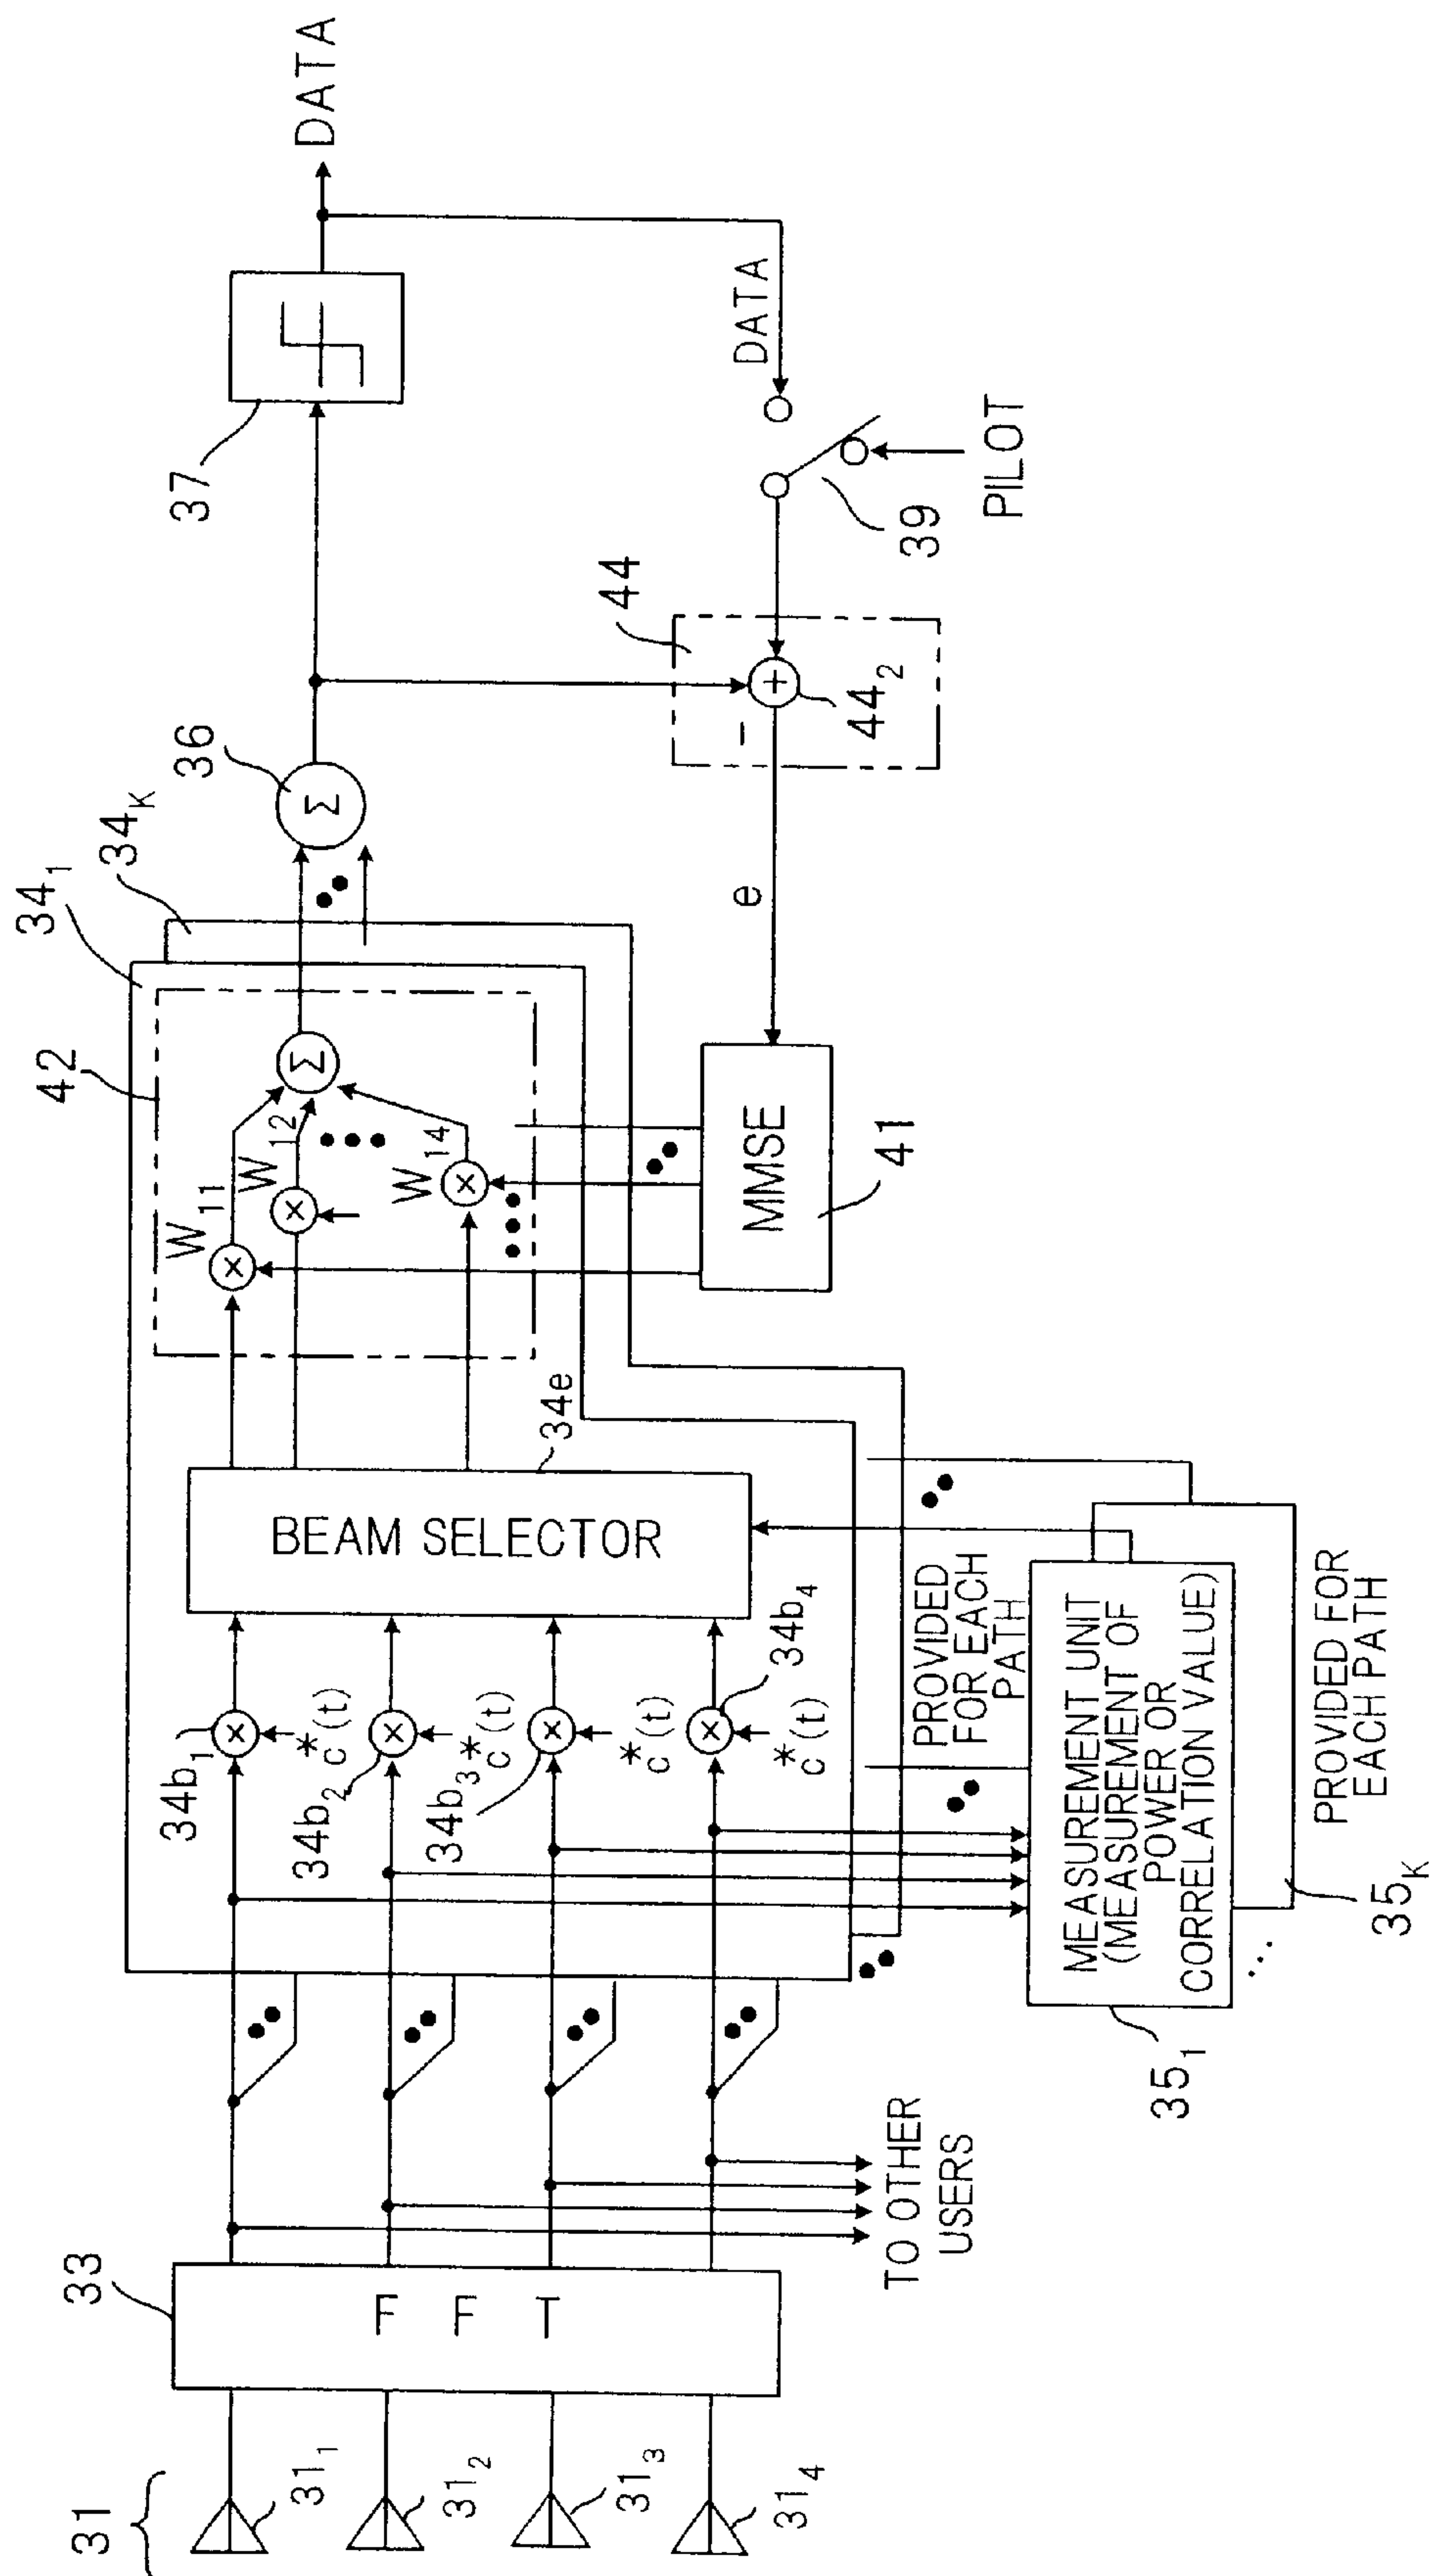 31
31₁
31₂
31₃
31₄
33
F F T
TO OTHER
USERS
34₁
34ₖ
34b₁
34b₂
34b₃
34b₄
*c(t)
*c(t)
*c(t)
*c(t)
BEAM SELECTOR
34e
42
W₁₁
W₁₂
W₁₄
×
×
×
×
×
×
×
Σ
36
Σ
37
DATA
DATA
39
PILOT
44
44₂
+
−
e
MMSE
41
PROVIDED
FOR EACH
PATH
MEASUREMENT UNIT
(MEASUREMENT OF
POWER OR
CORRELATION VALUE)
35₁
35ₖ
PROVIDED FOR
EACH PATH